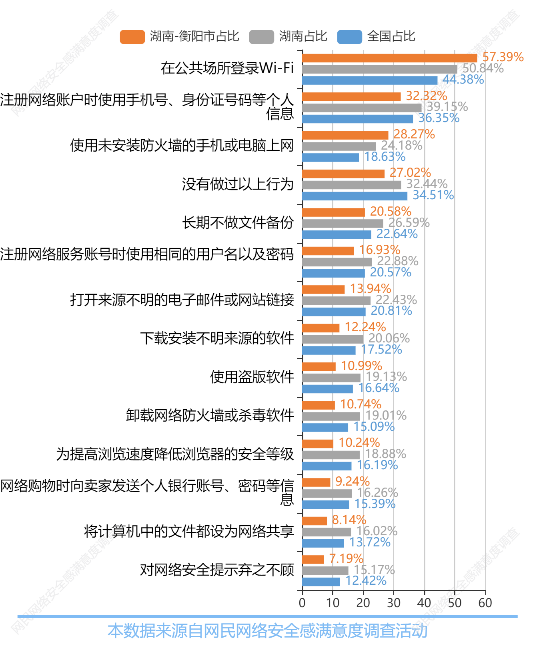 湖南-衡阳市占比 湖南占比 全国占比
在公共场所登录Wi-Fi 57.39%
50.84%
44.38%
注册网络账户时使用手机号、身份证号码等个人
信息
32.32%
39.15%
36.35%
使用未安装防火墙的手机或电脑上网 28.27%
24.18%
18.63%
没有做过以上行为 27.02%
32.44%
34.51%
长期不做文件备份 20.58%
26.59%
22.64%
注册网络服务账号时使用相同的用户名以及密码 16.93%
22.88%
20.57%
打开来源不明的电子邮件或网站链接 13.94%
22.43%
20.81%
下载安装不明来源的软件 12.24%
20.06%
17.52%
使用盗版软件 10.99%
19.13%
16.64%
卸载网络防火墙或杀毒软件 10.74%
19.01%
15.09%
为提高浏览速度降低浏览器的安全等级 10.24%
18.88%
16.19%
网络购物时向卖家发送个人银行账号、密码等信
息
9.24%
16.26%
15.39%
将计算机中的文件都设为网络共享 8.14%
16.02%
13.72%
对网络安全提示弃之不顾 7.19%
15.17%
12.42%
0 10 20 30 40 50 60
本数据来源自网民网络安全感满意度调查活动